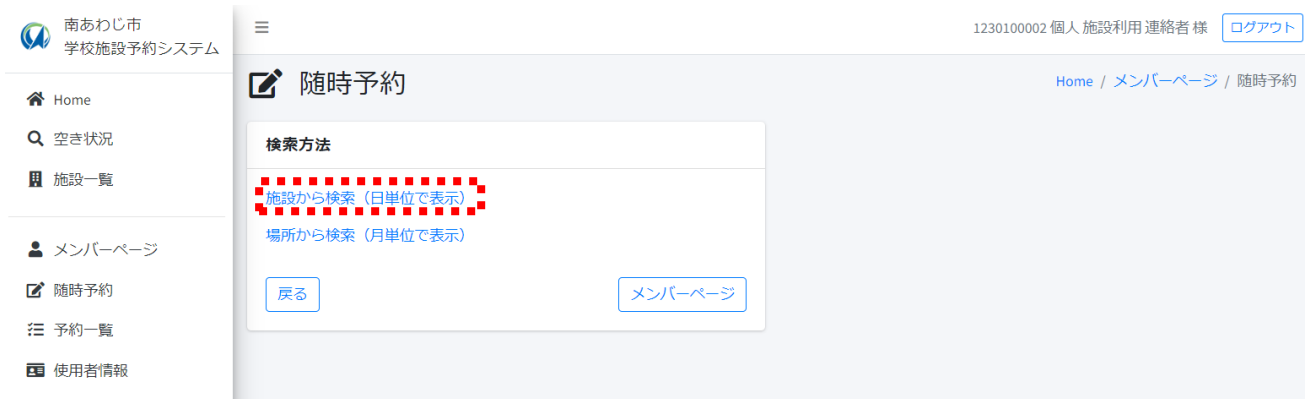 南あわじ市
学校施設予約システム
1230100002 個人 施設利用 連絡者 様
ログアウト
Home
空き状況
施設一覧
メンバーページ
随時予約
予約一覧
使用者情報
随時予約
Home / メンバーページ / 随時予約
検索方法
施設から検索（日単位で表示）
場所から検索（月単位で表示）
戻る
メンバーページ